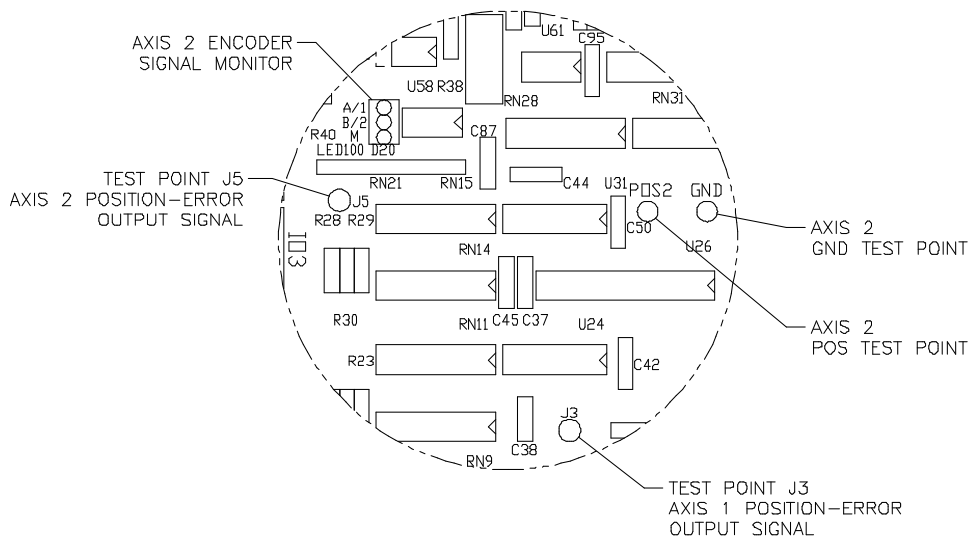 U61
C95
AXIS 2 ENCODER
SIGNAL MONITOR
U58 R38
RN28
RN31
A/1
B/2
R40 M
C87
LED100 D20
TEST POINT J5
AXIS 2 POSITION-ERROR
OUTPUT SIGNAL
RN21 RN15
C44
U31
POS2 GND
J5
R28 R29
C50
AXIS 2
GND TEST POINT
IO3
RN14
U26
R30
RN11 C45 C37 U24
AXIS 2
POS TEST POINT
R23
C42
J3
C38
RN9
TEST POINT J3
AXIS 1 POSITION-ERROR
OUTPUT SIGNAL